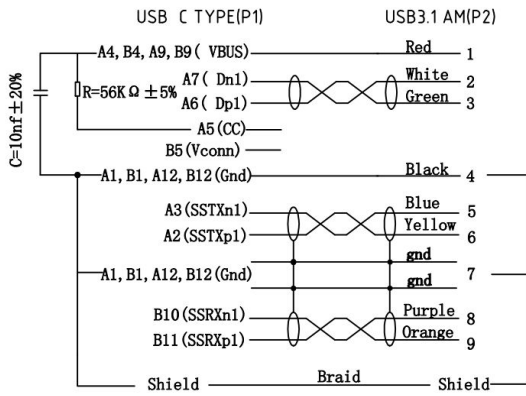 USB C TYPE(P1) USB3.1 AM(P2)
A4, B4, A9, B9( VBUS) Red 1
A7( Dn1) White 2
R=56KΩ ±5% A6( Dp1) Green 3
C=10nf±20%
A5(CC)
B5(Vconn)
A1, B1, A12, B12(Gnd) Black 4
A3(SSTXn1) Blue 5
A2(SSTXp1) Yellow 6
gnd
A1, B1, A12, B12(Gnd) 7
gnd
B10(SSRXn1) Purple 8
B11(SSRXp1) Orange 9
Shield Braid Shield